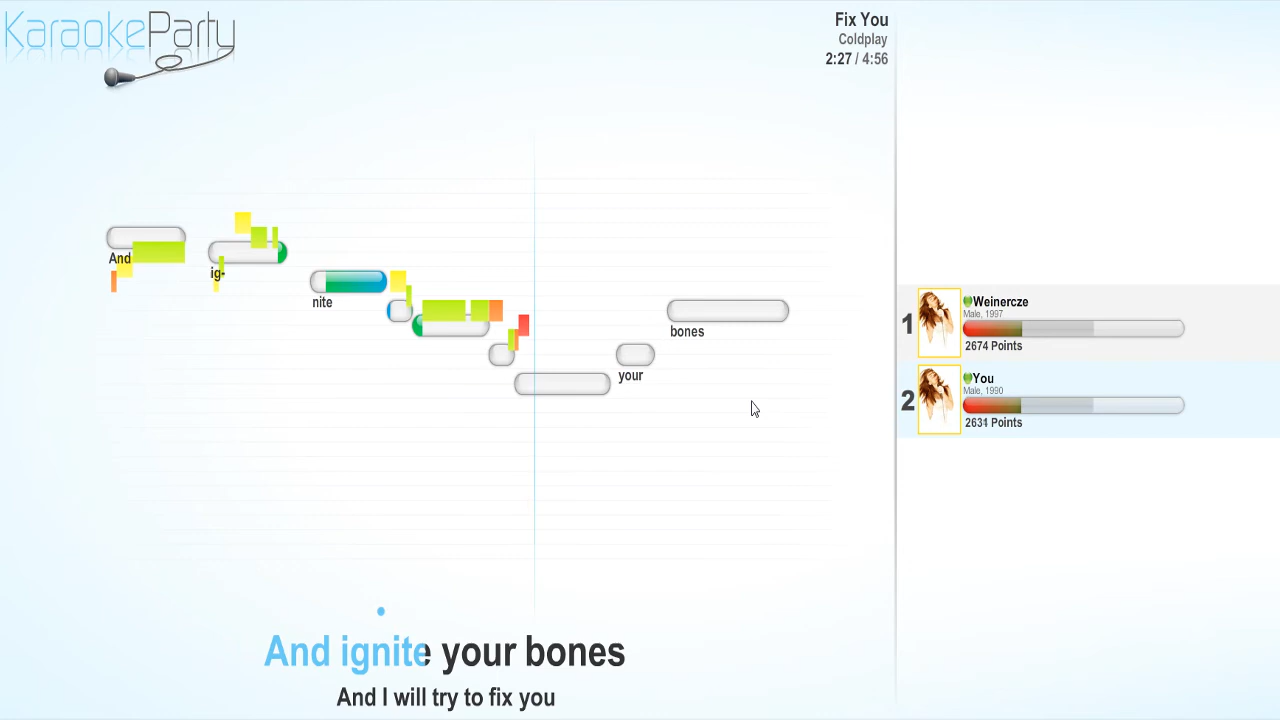 KaraokeParty
Fix You
Coldplay
2:27 / 4:56
And
ig-
nite
bones
your
1
Weinercze
Male, 1997
2674 Points
2
You
Male, 1990
2631 Points
And ignite your bones
And I will try to fix you